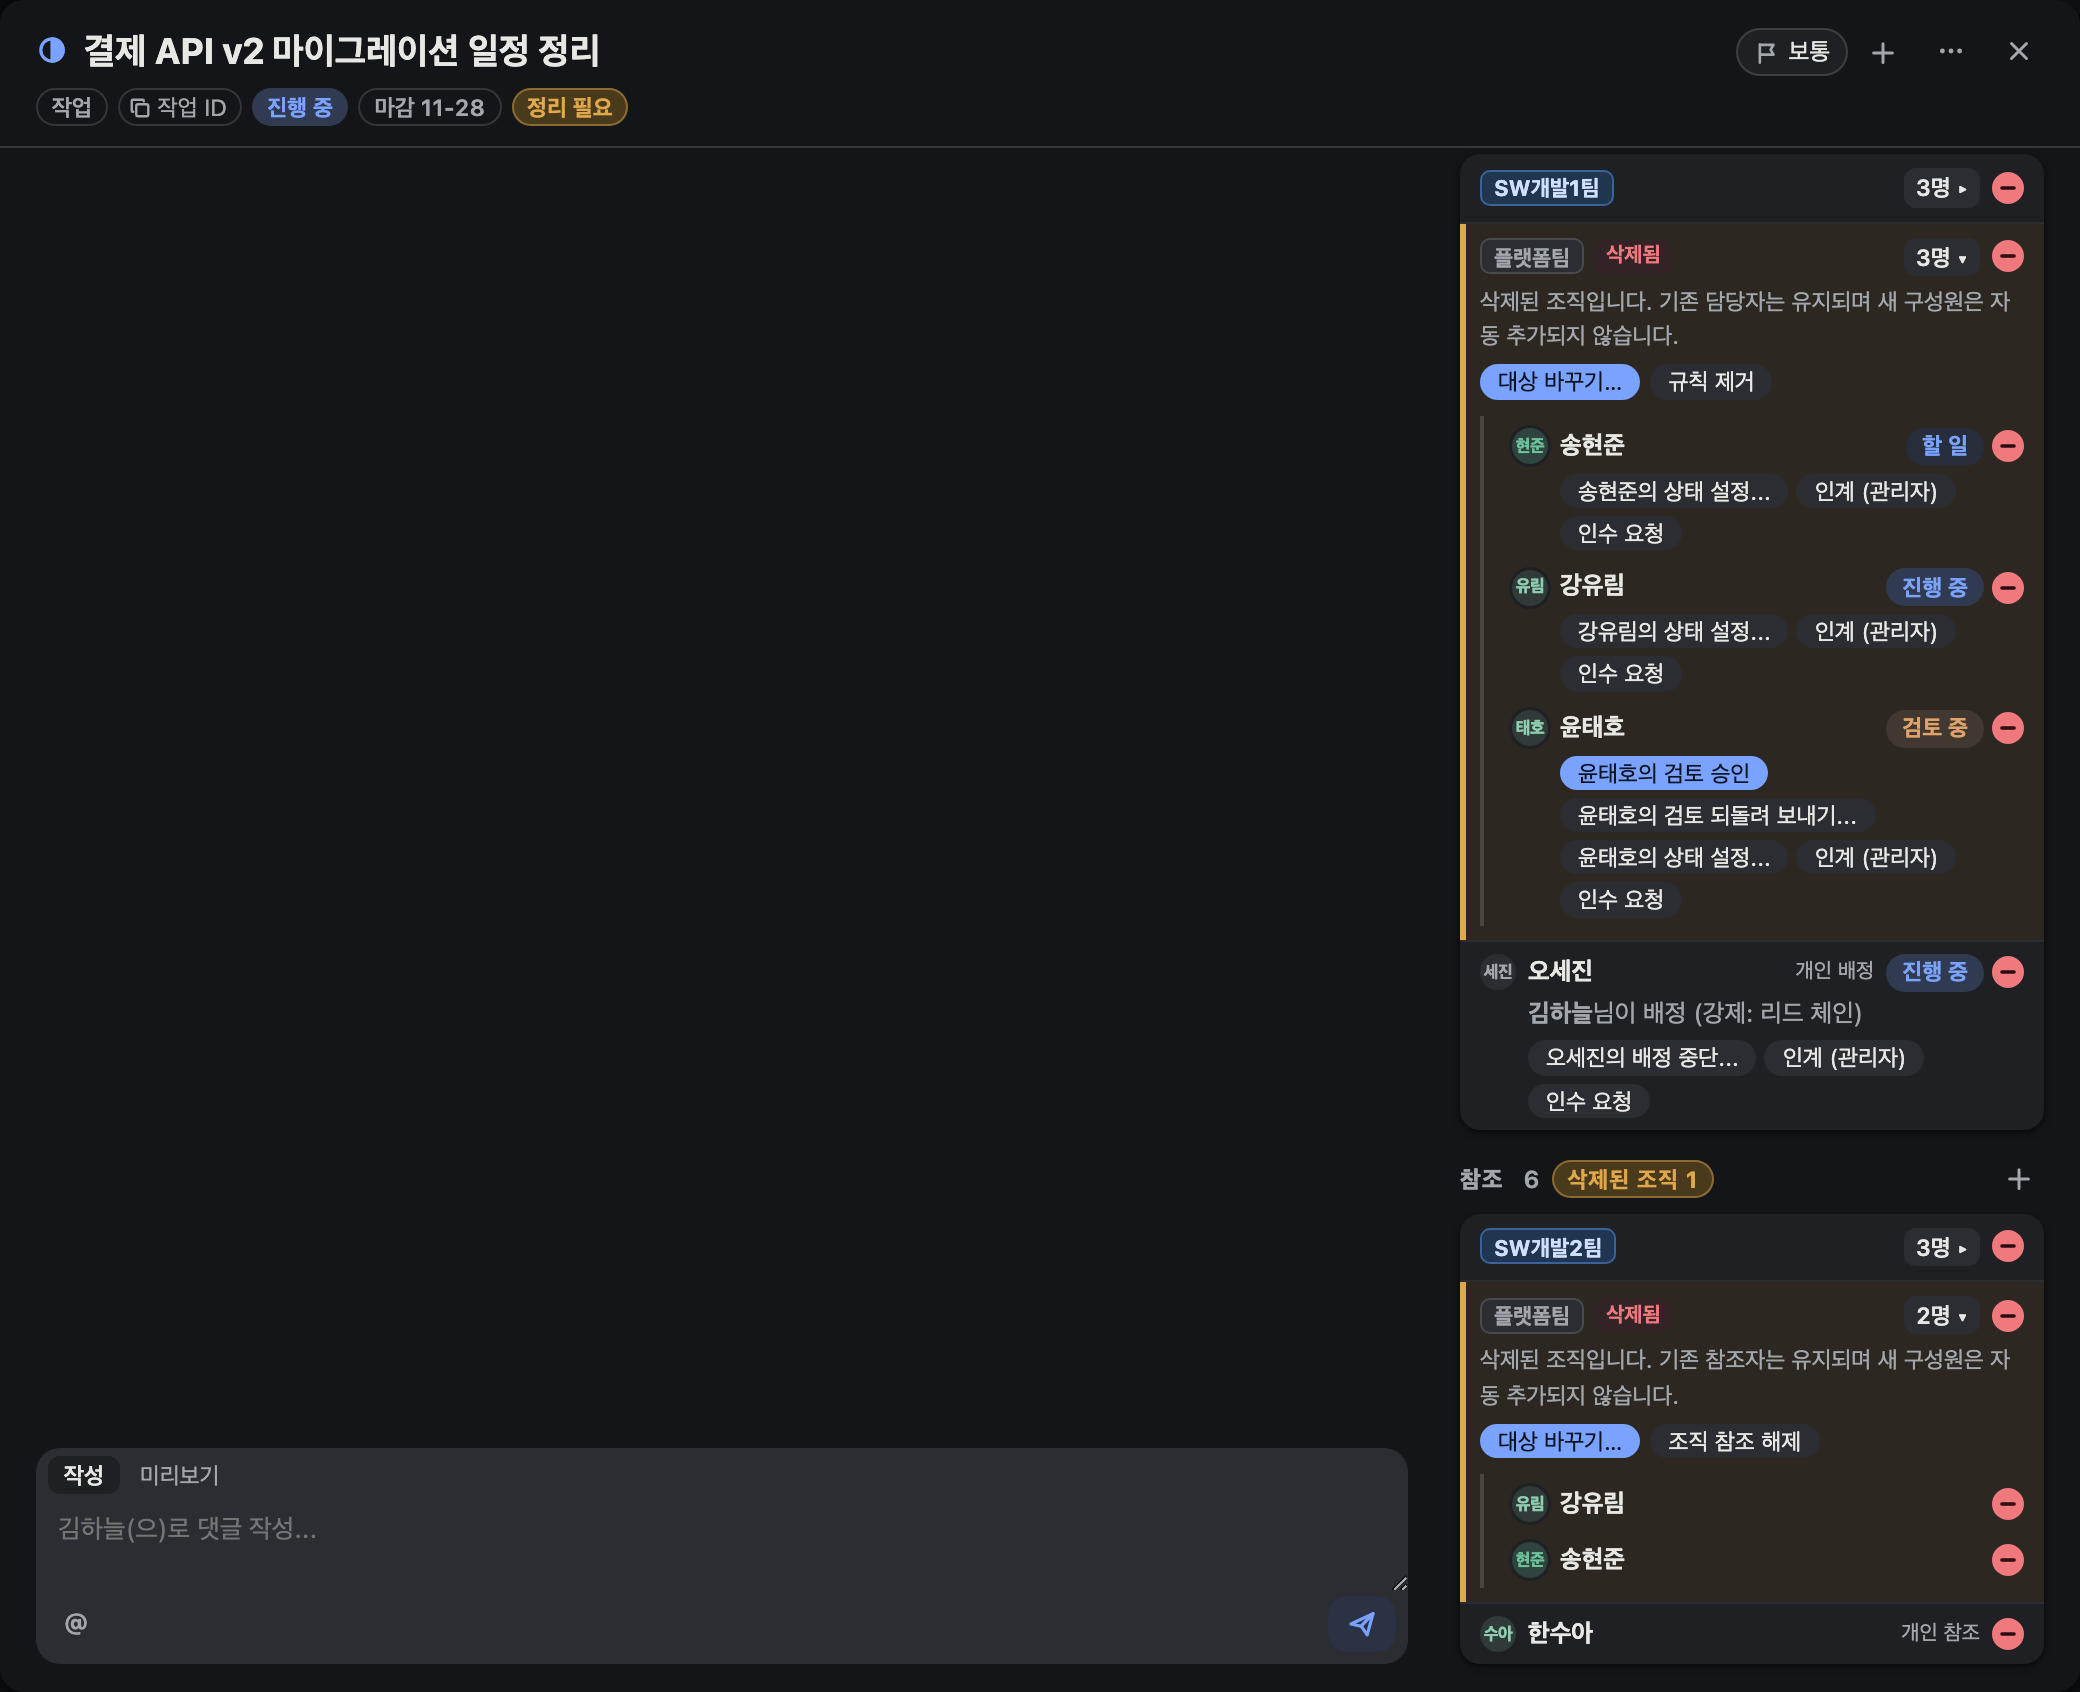 결제 API v2 마이그레이션 일정 정리
보통
작업
작업 ID
진행 중
마감 11-28
정리 필요
SW개발1팀
3명
플랫폼팀
삭제됨
3명
삭제된 조직입니다. 기존 담당자는 유지되며 새 구성원은 자
동 추가되지 않습니다.
대상 바꾸기...
규칙 제거
현준
송현준
할 일
송현준의 상태 설정...
인계 (관리자)
인수 요청
유림
강유림
진행 중
강유림의 상태 설정...
인계 (관리자)
인수 요청
태호
윤태호
검토 중
윤태호의 검토 승인
윤태호의 검토 되돌려 보내기...
윤태호의 상태 설정...
인계 (관리자)
인수 요청
세진
오세진
개인 배정
진행 중
김하늘님이 배정 (강제: 리드 체인)
오세진의 배정 중단...
인계 (관리자)
인수 요청
참조 6
삭제된 조직 1
SW개발2팀
3명
플랫폼팀
삭제됨
2명
삭제된 조직입니다. 기존 참조자는 유지되며 새 구성원은 자
동 추가되지 않습니다.
대상 바꾸기...
조직 참조 해제
유림
강유림
현준
송현준
수아
한수아
개인 참조
작성
미리보기
김하늘(으)로 댓글 작성...
@